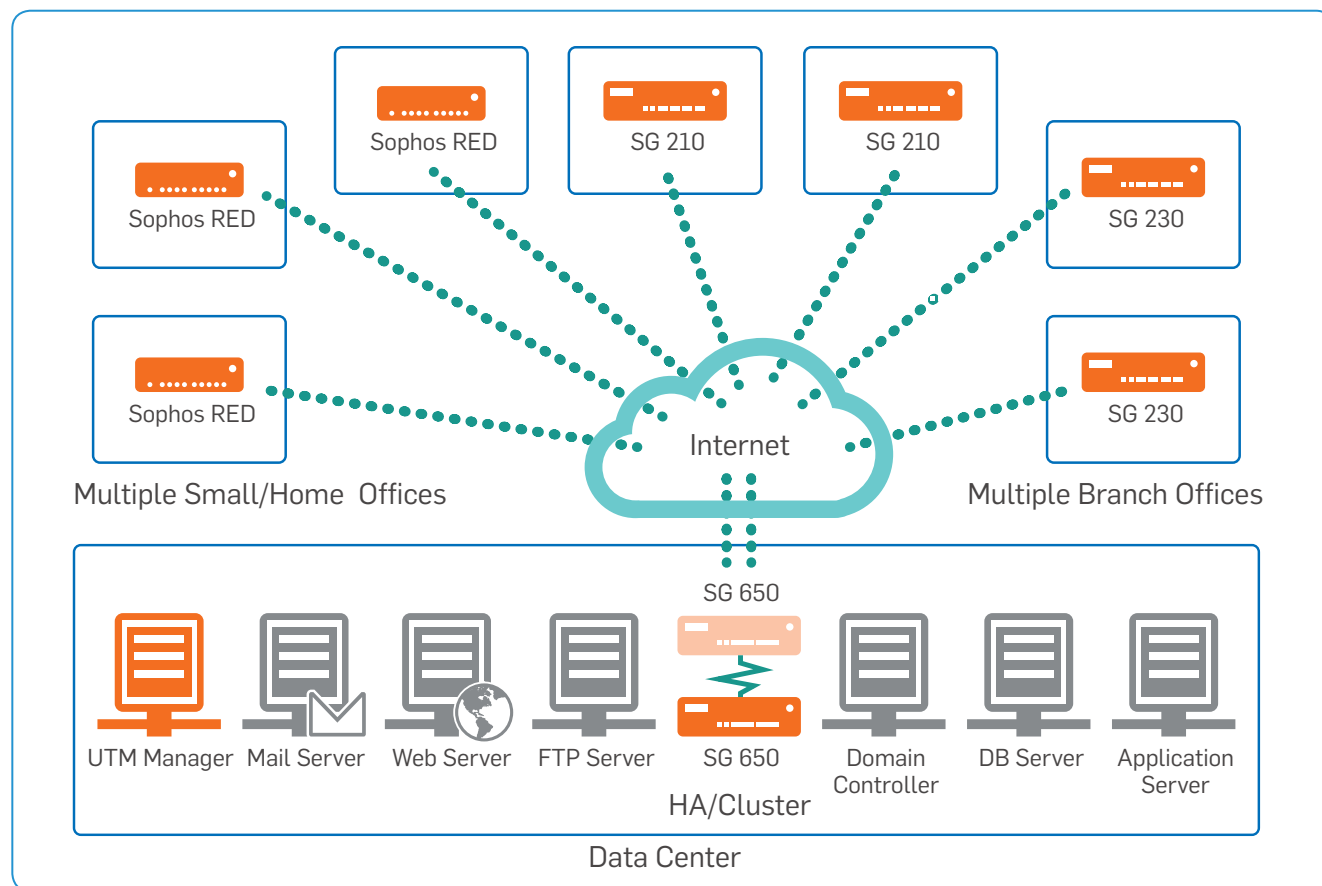 Sophos RED
SG 210
SG 210
Sophos RED
SG 230
Sophos RED
SG 230
Internet
Multiple Small/Home Offices
Multiple Branch Offices
SG 650
UTM Manager
Mail Server
Web Server
FTP Server
SG 650
Domain
Controller
DB Server
Application
Server
HA/Cluster
Data Center